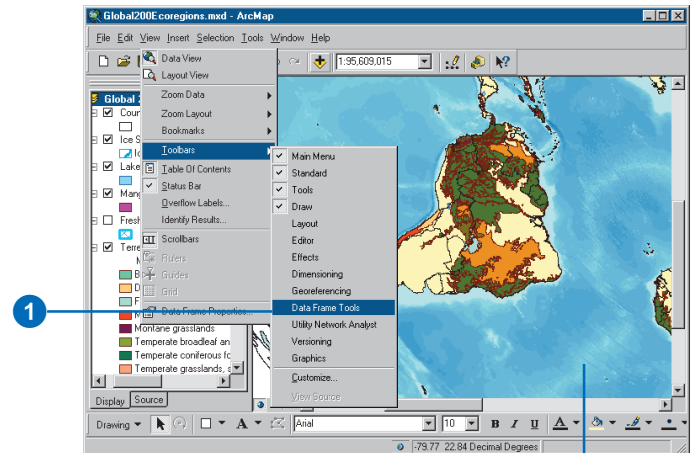 Global200Ecoregions.mxd - ArcMap
File Edit View Insert Selection Tools Window Help
1:95,609,015
Data View
Layout View
Zoom Data
Zoom Layout
Bookmarks
Toolbars
Table Of Contents
Status Bar
Overflow Labels...
Identify Results...
Scrollbars
Rulers
Guides
Grid
Data Frame Properties...
Main Menu
Standard
Tools
Draw
Layout
Editor
Effects
Dimensioning
Georeferencing
Data Frame Tools
Utility Network Analyst
Versioning
Graphics
Customize...
View Source
Global 2
Coun
Ice S
Ic
Lake
Mang
Fresh
Terre
M
B
D
F
M
Montane grasslands
Temperate broadleaf an
Temperate coniferous fo
Temperate grasslands, s
Display Source
1
Drawing A Arial 10 B I U A
-79.77 22.84 Decimal Degrees